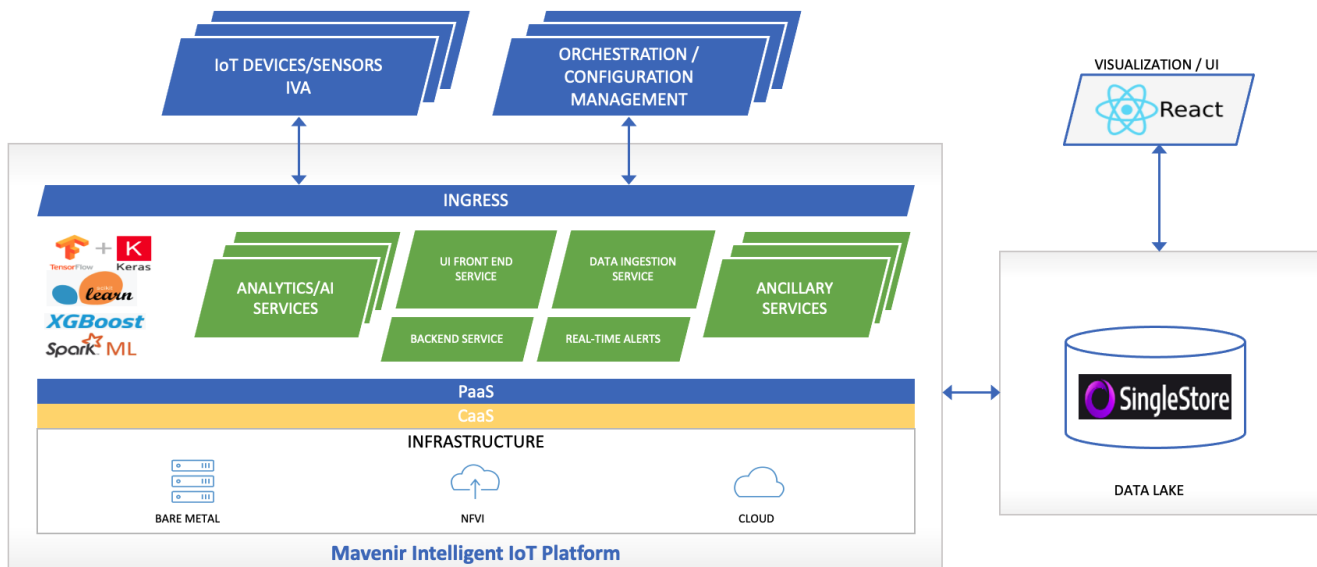 IoT DEVICES/SENSORS
IVA
ORCHESTRATION /
CONFIGURATION
MANAGEMENT
VISUALIZATION / UI
React
INGRESS
TensorFlow
+
K
Keras
learn
XGBoost
Spark ML
ANALYTICS/AI
SERVICES
UI FRONT END
SERVICE
DATA INGESTION
SERVICE
BACKEND SERVICE
REAL-TIME ALERTS
ANCILLARY
SERVICES
PaaS
CaaS
INFRASTRUCTURE
BARE METAL
NFVI
CLOUD
Mavenir Intelligent IoT Platform
SingleStore
DATA LAKE